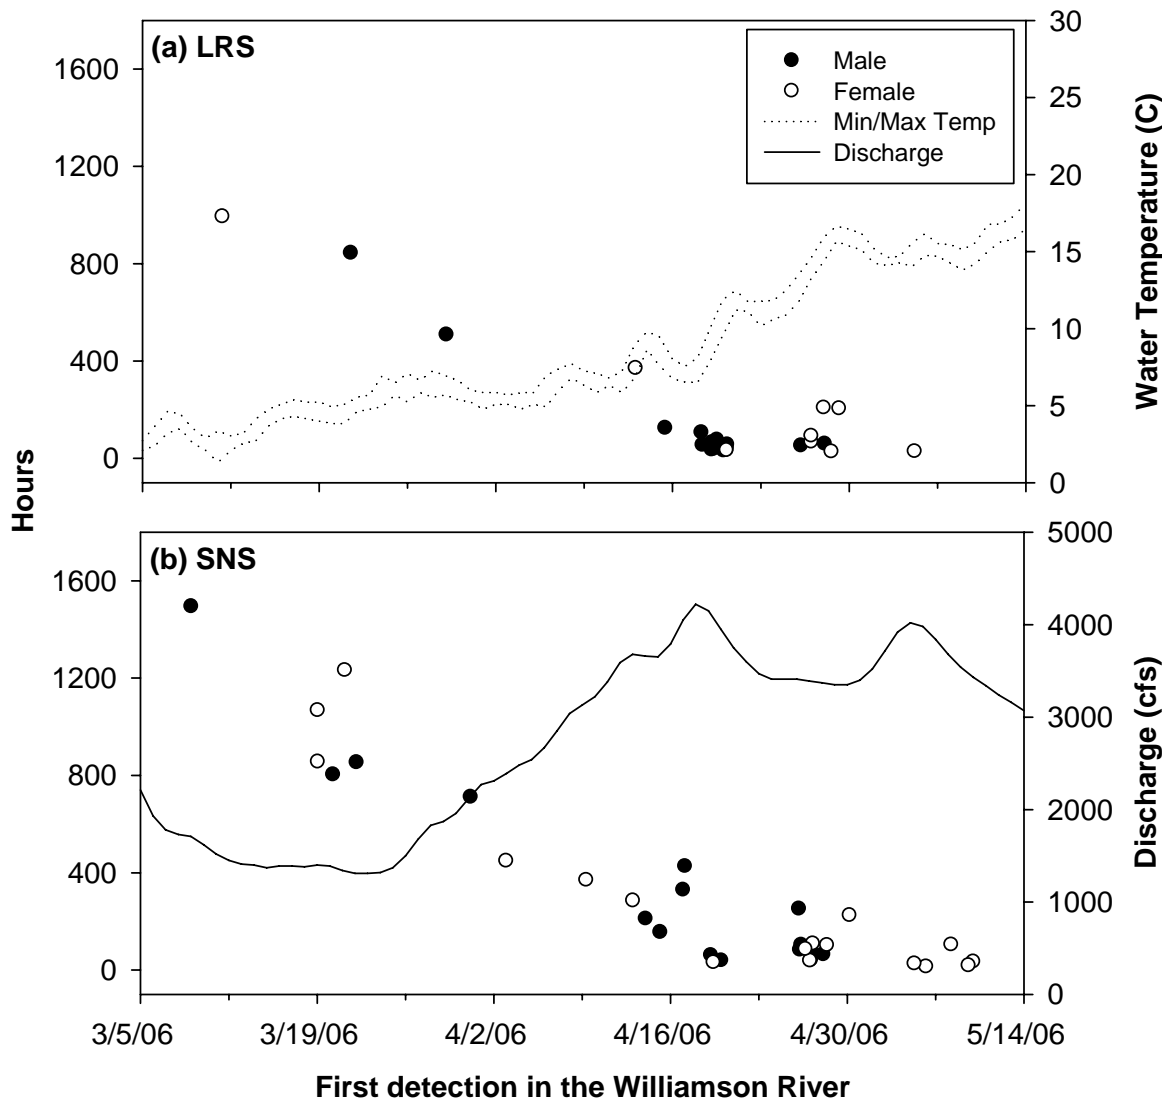 (a) LRS
Male
Female
Min/Max Temp
Discharge
1600
1200
800
400
0
30
25
20
15
10
5
0
Water Temperature (C)
Hours
(b) SNS
1600
1200
800
400
0
5000
4000
3000
2000
1000
0
Discharge (cfs)
3/5/06 3/19/06 4/2/06 4/16/06 4/30/06 5/14/06
First detection in the Williamson River